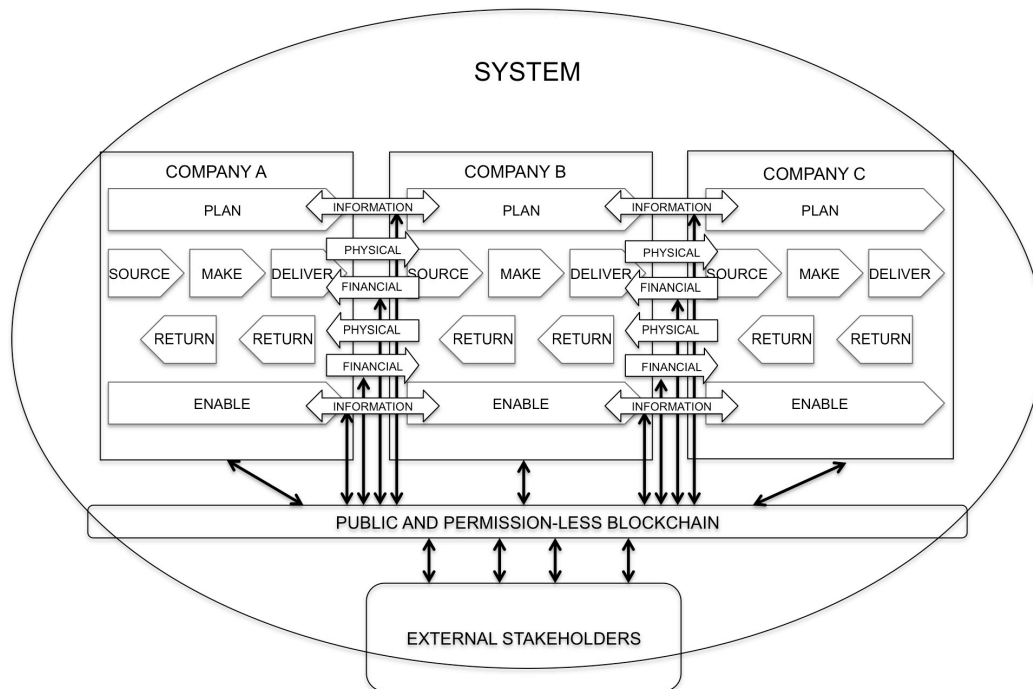 SYSTEM
COMPANY A
COMPANY B
COMPANY C
PLAN
INFORMATION
PLAN
INFORMATION
PLAN
PHYSICAL
PHYSICAL
SOURCE
MAKE
DELIVER
FINANCIAL
SOURCE
MAKE
DELIVER
FINANCIAL
SOURCE
MAKE
DELIVER
RETURN
RETURN
PHYSICAL
RETURN
RETURN
PHYSICAL
RETURN
RETURN
FINANCIAL
FINANCIAL
ENABLE
INFORMATION
ENABLE
INFORMATION
ENABLE
PUBLIC AND PERMISSION-LESS BLOCKCHAIN
EXTERNAL STAKEHOLDERS